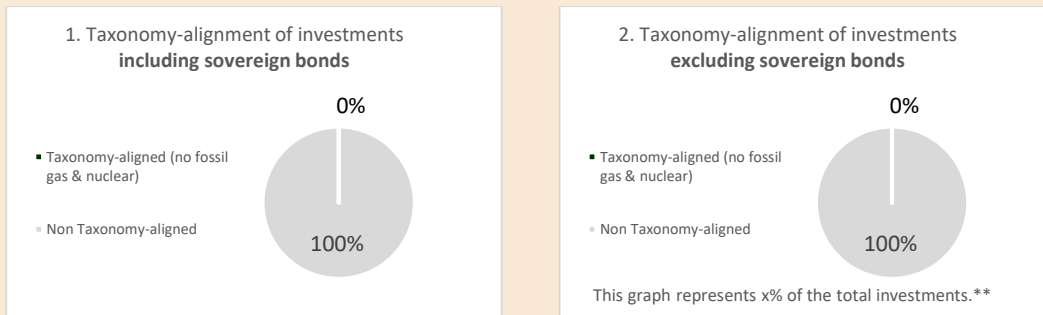 1. Taxonomy-alignment of investments
including sovereign bonds
0%
Taxonomy-aligned (no fossil
gas & nuclear)
Non Taxonomy-aligned
100%
2. Taxonomy-alignment of investments
excluding sovereign bonds
0%
Taxonomy-aligned (no fossil
gas & nuclear)
Non Taxonomy-aligned
100%
This graph represents x% of the total investments.**